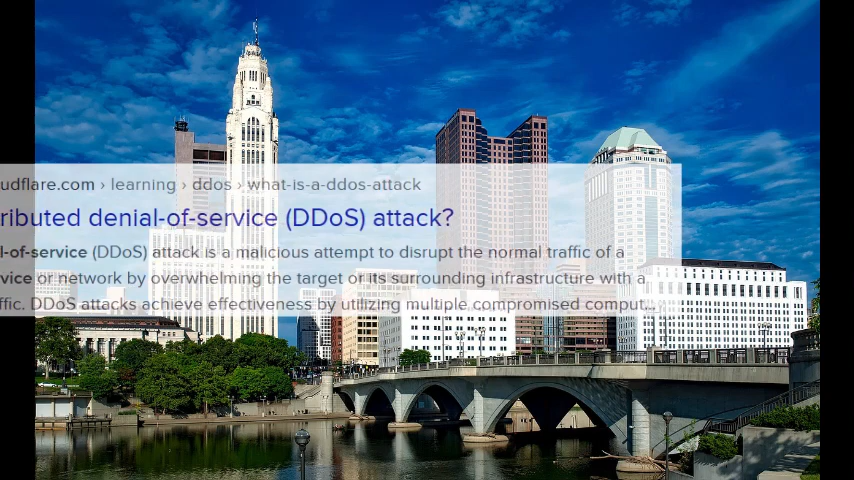 udflare.com › learning › ddos › what-is-a-ddos-attack
ributed denial-of-service (DDoS) attack?
l-of-service (DDoS) attack is a malicious attempt to disrupt the normal traffic of a
vice or network by overwhelming the target or its surrounding infrastructure with a
ffic. DDoS attacks achieve effectiveness by utilizing multiple compromised comput...